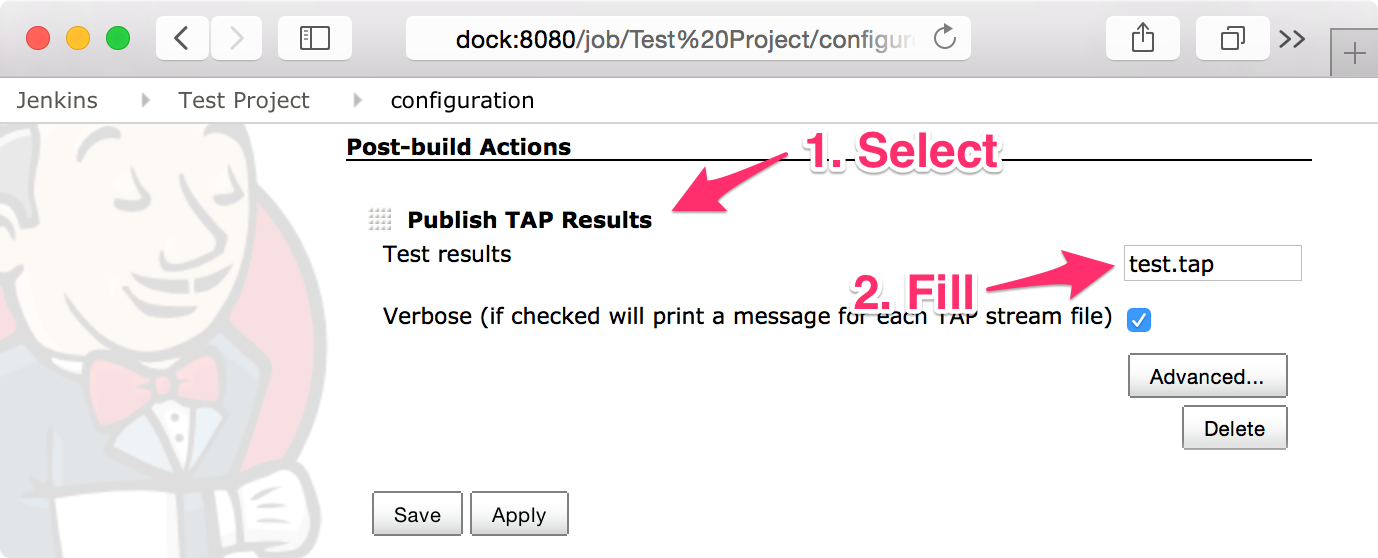 dock:8080/job/Test%20Project/configur
Jenkins Test Project configuration
Post-build Actions
1. Select
Publish TAP Results
Test results
test.tap
2. Fill
Verbose (if checked will print a message for each TAP stream file)
Advanced...
Delete
Save Apply